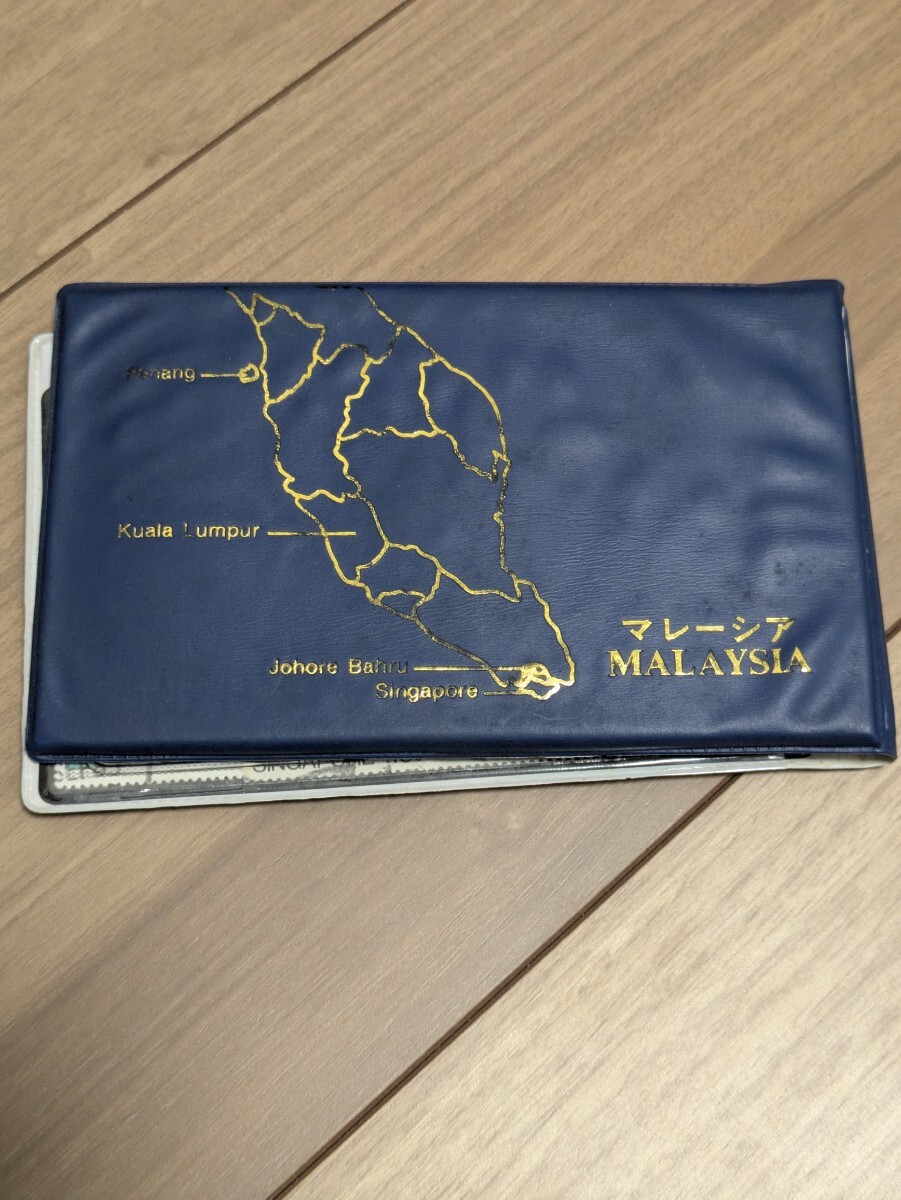 Penang
Kuala Lumpur
Johore Bahru
Singapore
マレーシア
MALAYSIA